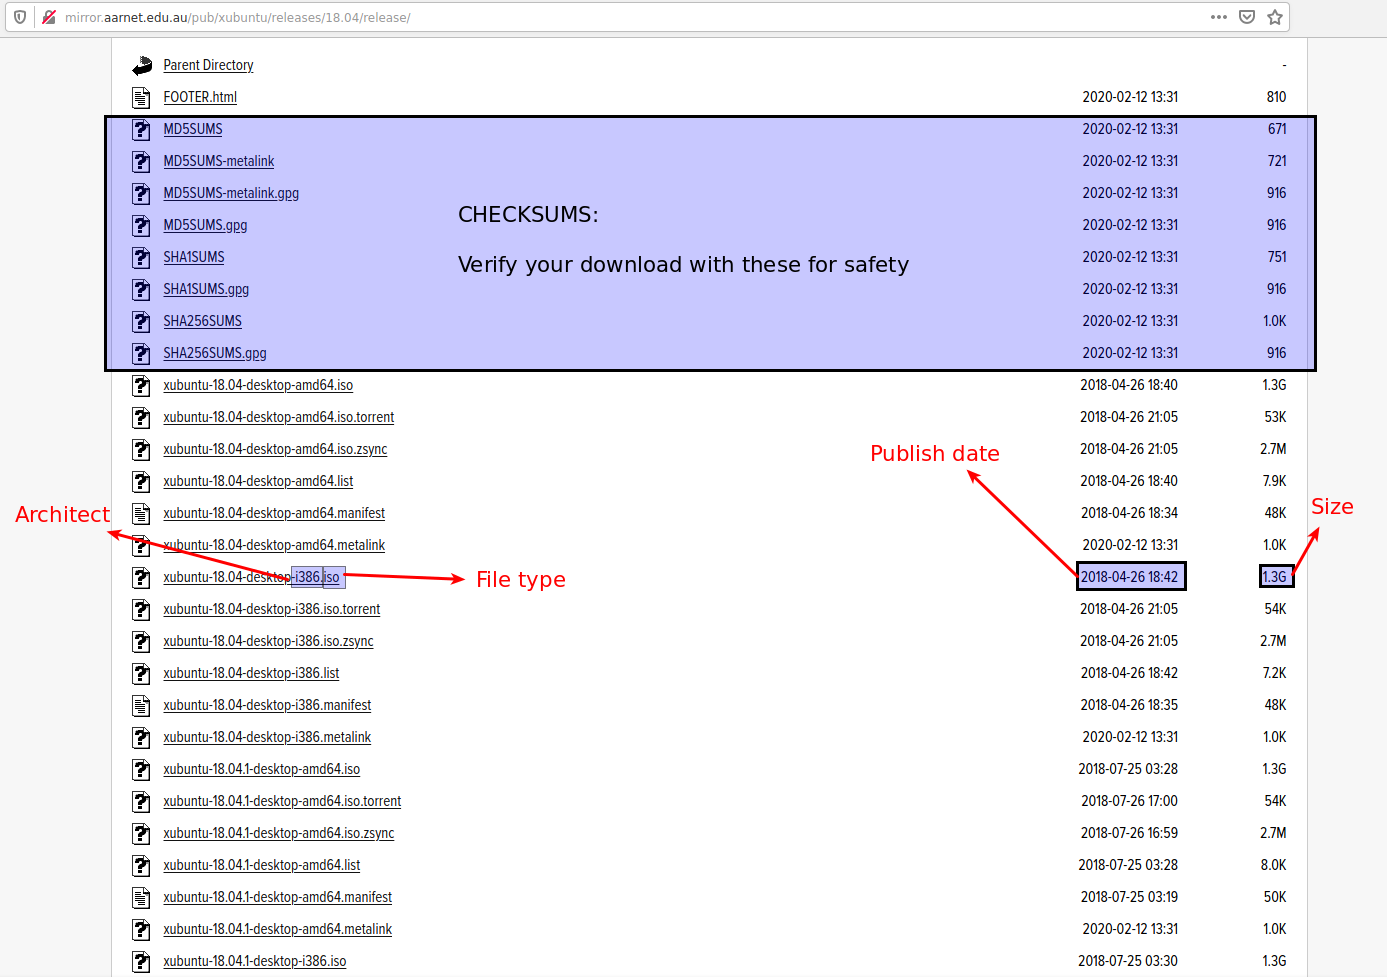 mirror.aarnet.edu.au/pub/xubuntu/releases/18.04/release/
Parent Directory -
FOOTER.html 2020-02-12 13:31 810
MD5SUMS 2020-02-12 13:31 671
MD5SUMS-metalink 2020-02-12 13:31 721
MD5SUMS-metalink.gpg 2020-02-12 13:31 916
CHECKSUMS:
MD5SUMS.gpg 2020-02-12 13:31 916
SHA1SUMS 2020-02-12 13:31 751
Verify your download with these for safety
SHA1SUMS.gpg 2020-02-12 13:31 916
SHA256SUMS 2020-02-12 13:31 1.0K
SHA256SUMS.gpg 2020-02-12 13:31 916
xubuntu-18.04-desktop-amd64.iso 2018-04-26 18:40 1.3G
xubuntu-18.04-desktop-amd64.iso.torrent 2018-04-26 21:05 53K
xubuntu-18.04-desktop-amd64.iso.zsync 2018-04-26 21:05 2.7M
Publish date
xubuntu-18.04-desktop-amd64.list 2018-04-26 18:40 7.9K
Size
Architect
xubuntu-18.04-desktop-amd64.manifest 2018-04-26 18:34 48K
xubuntu-18.04-desktop-amd64.metalink 2020-02-12 13:31 1.0K
xubuntu-18.04-desktop-i386.iso File type 2018-04-26 18:42 1.3G
xubuntu-18.04-desktop-i386.iso.torrent 2018-04-26 21:05 54K
xubuntu-18.04-desktop-i386.iso.zsync 2018-04-26 21:05 2.7M
xubuntu-18.04-desktop-i386.list 2018-04-26 18:42 7.2K
xubuntu-18.04-desktop-i386.manifest 2018-04-26 18:35 48K
xubuntu-18.04-desktop-i386.metalink 2020-02-12 13:31 1.0K
xubuntu-18.04.1-desktop-amd64.iso 2018-07-25 03:28 1.3G
xubuntu-18.04.1-desktop-amd64.iso.torrent 2018-07-26 17:00 54K
xubuntu-18.04.1-desktop-amd64.iso.zsync 2018-07-26 16:59 2.7M
xubuntu-18.04.1-desktop-amd64.list 2018-07-25 03:28 8.0K
xubuntu-18.04.1-desktop-amd64.manifest 2018-07-25 03:19 50K
xubuntu-18.04.1-desktop-amd64.metalink 2020-02-12 13:31 1.0K
xubuntu-18.04.1-desktop-i386.iso 2018-07-25 03:30 1.3G